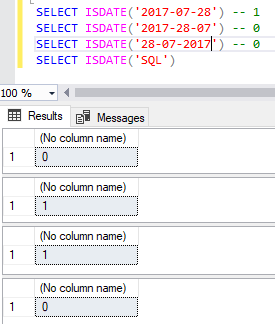 SELECT ISDATE('2017-07-28') -- 1
SELECT ISDATE('2017-28-07') -- 0
SELECT ISDATE('28-07-2017') -- 0
SELECT ISDATE('SQL')
100 %
Results Messages
(No column name)
1 0
(No column name)
1 1
(No column name)
1 1
(No column name)
1 0